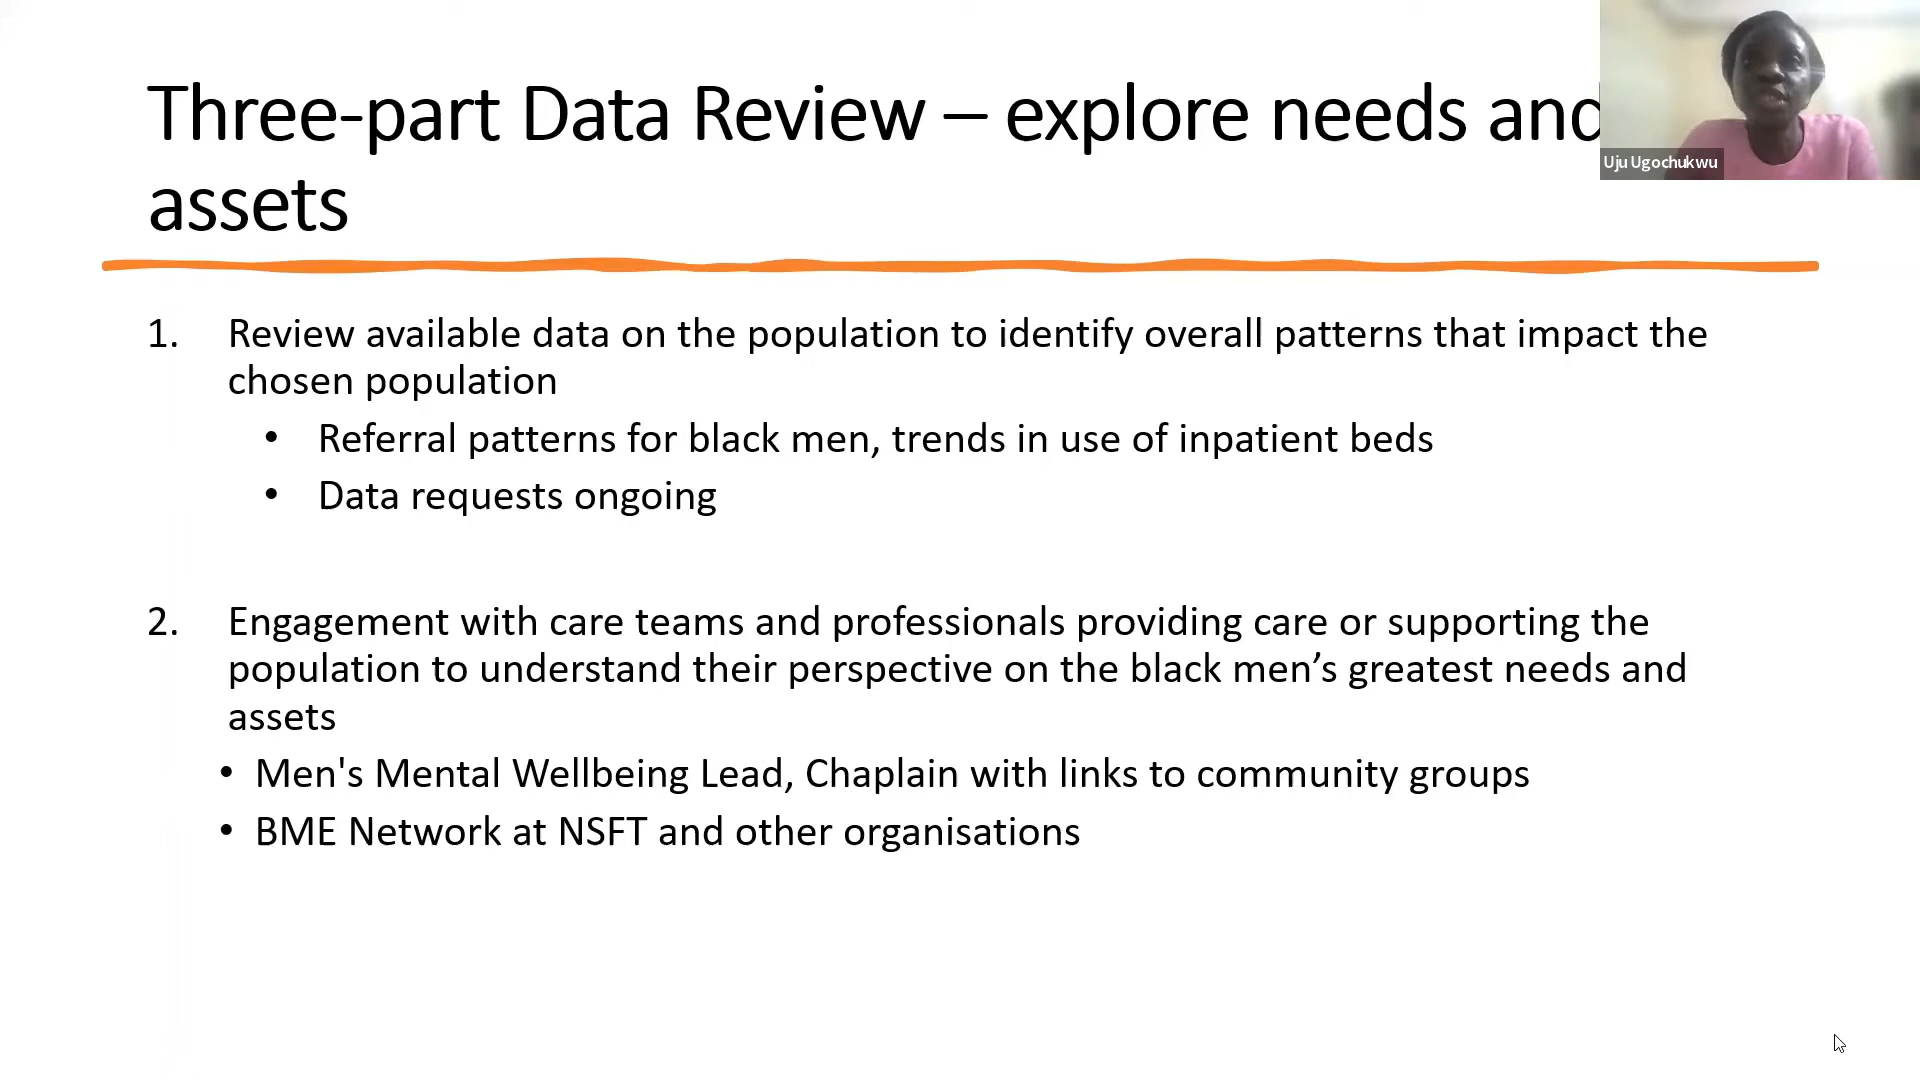 Three-part Data Review – explore needs and
assets
Uju Ugochukwu
1. Review available data on the population to identify overall patterns that impact the
chosen population
• Referral patterns for black men, trends in use of inpatient beds
• Data requests ongoing
2. Engagement with care teams and professionals providing care or supporting the
population to understand their perspective on the black men’s greatest needs and
assets
• Men's Mental Wellbeing Lead, Chaplain with links to community groups
• BME Network at NSFT and other organisations